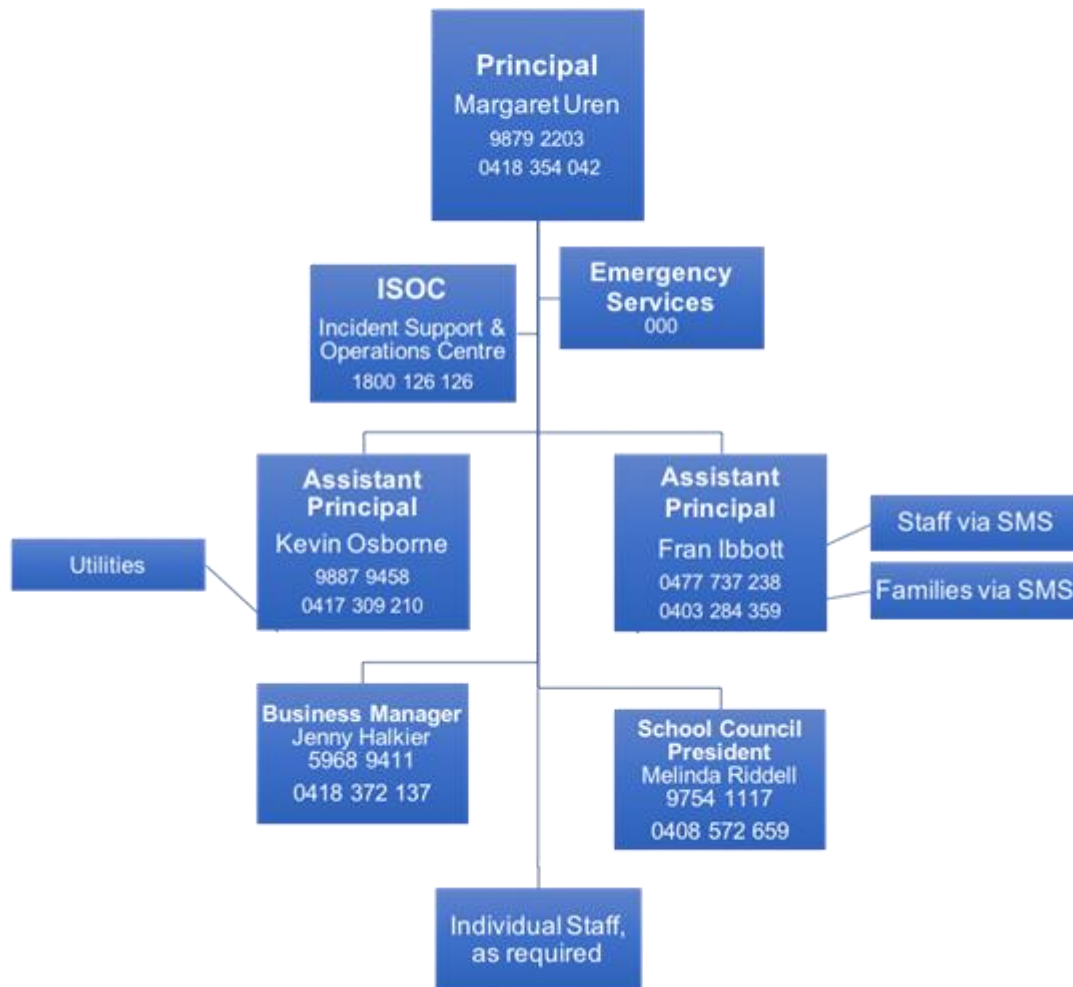 Principal
Margaret Uren
9879 2203
0418 354 042
ISOC
Incident Support &
Operations Centre
1800 126 126
Emergency
Services
000
Assistant
Principal
Kevin Osborne
9887 9458
0417 309 210
Assistant
Principal
Fran Ibbott
0477 737 238
0403 284 359
Utilities
Staff via SMS
Families via SMS
Business Manager
Jenny Halkier
5968 9411
0418 372 137
School Council
President
Melinda Riddell
9754 1117
0408 572 659
Individual Staff,
as required